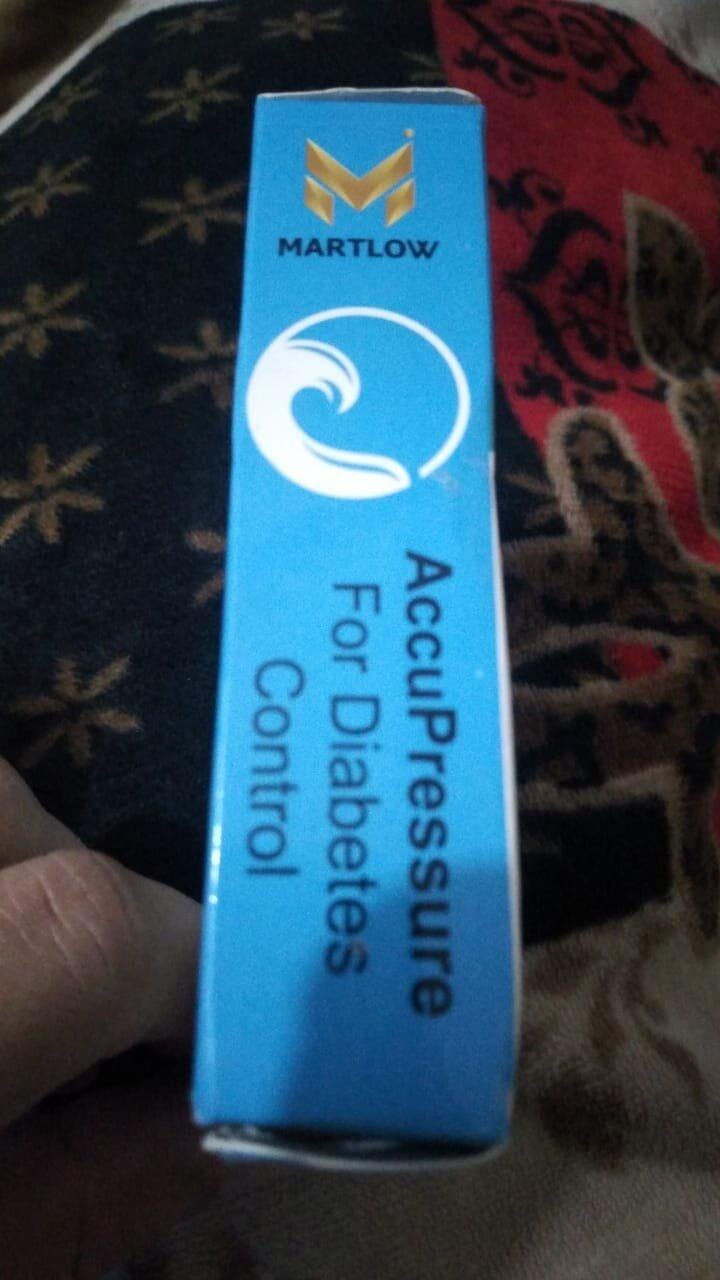 MARTLOW
AccuPressure
For Diabetes
Control